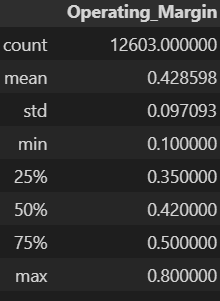 Operating_Margin
count 12603.000000
mean 0.428598
std 0.097093
min 0.100000
25% 0.350000
50% 0.420000
75% 0.500000
max 0.800000